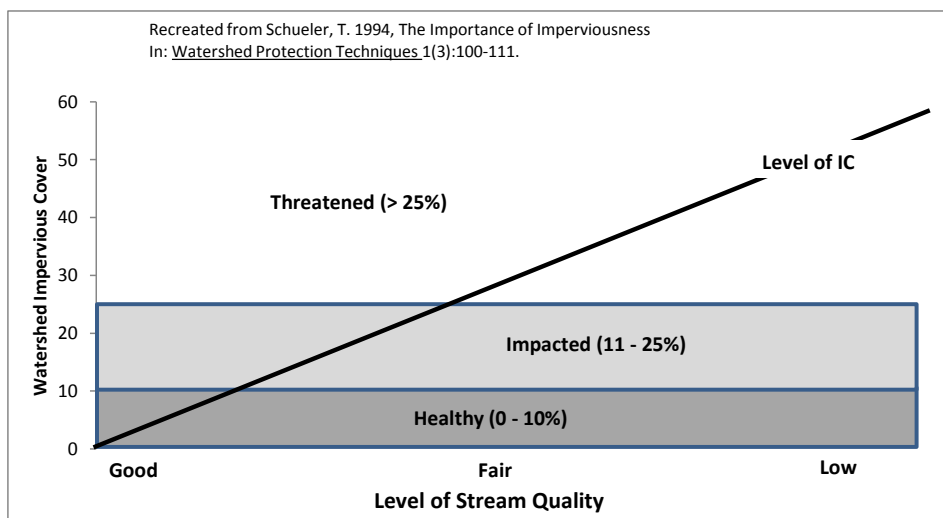 Recreated from Schueler, T. 1994, The Importance of Imperviousness
In: Watershed Protection Techniques 1(3):100-111.
60
50
40
30
20
10
0
Watershed Impervious Cover
Level of IC
Threatened (> 25%)
Impacted (11 - 25%)
Healthy (0 - 10%)
Good Fair Low
Level of Stream Quality